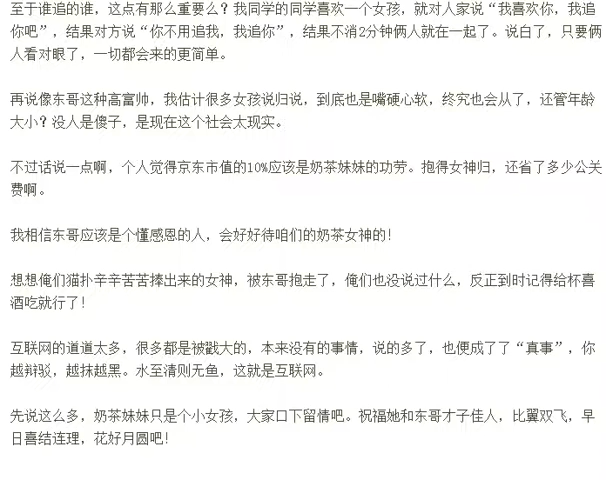 至于谁追的谁，这点有那么重要么？我同学的同学喜欢一个女孩，就对人家说“我喜欢你，我追
你吧”，结果对方说“你不用追我，我追你”，结果不消2分钟俩人就在一起了。说白了，只要俩
人看对眼了，一切都会来的更简单。
再说像东哥这种高富帅，我估计很多女孩说归说，到底也是嘴硬心软，终究也会从了，还管年龄
大小？没人是傻子，是现在这个社会太现实。
不过话说一点啊，个人觉得京东市值的10%应该是奶茶妹妹的功劳。抱得女神归，还省了多少公关
费啊。
我相信东哥应该是个懂感恩的人，会好好待咱们的奶茶女神的！
想想俺们猫扑辛辛苦苦捧出来的女神，被东哥抱走了，俺们也没说过什么，反正到时记得给杯喜
酒吃就行了！
互联网的道道太多，很多都是被戳大的，本来没有的事情，说的多了，也便成了了“真事”，你
越辩驳，越抹越黑。水至清则无鱼，这就是互联网。
先说这么多，奶茶妹妹只是个小女孩，大家口下留情吧。祝福她和东哥才子佳人，比翼双飞，早
日喜结连理，花好月圆吧！